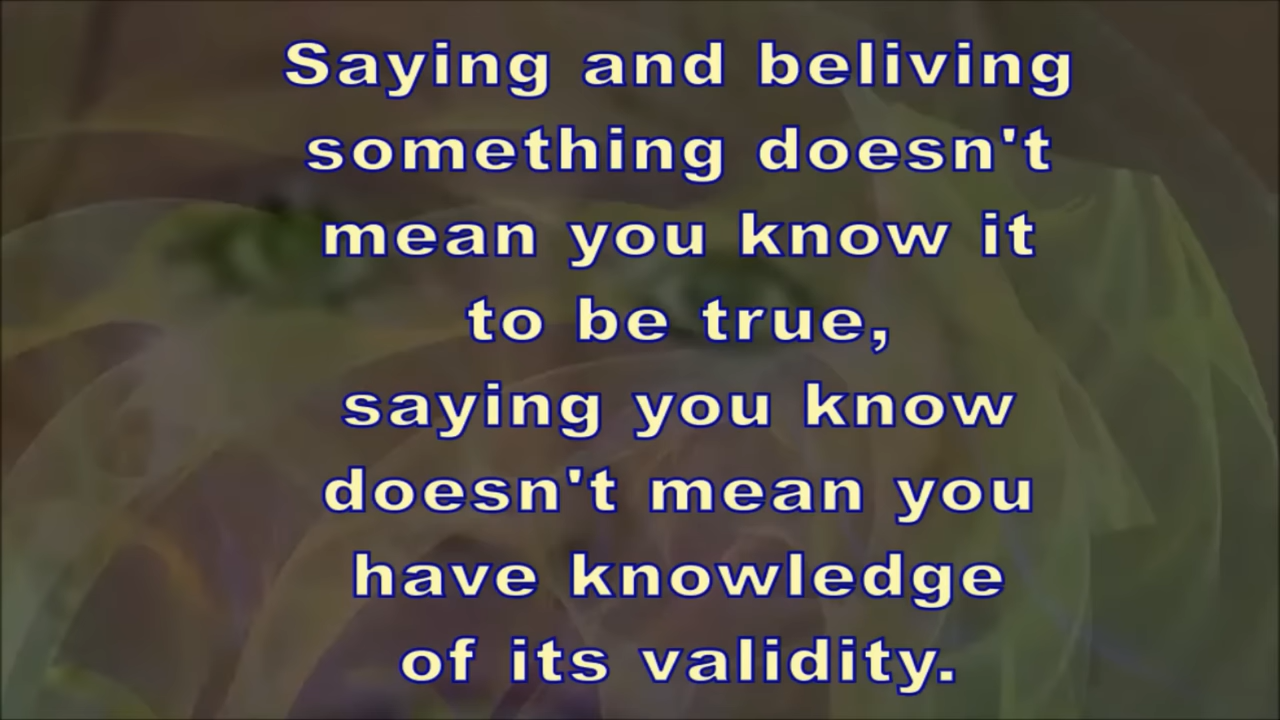 Saying and beliving
something doesn't
mean you know it
to be true,
saying you know
doesn't mean you
have knowledge
of its validity.